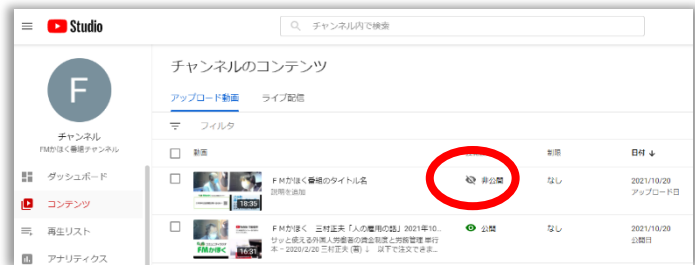 Studio
チャンネル内で検索
F
チャンネル
FMかほく番組チャンネル
ダッシュボード
コンテンツ
再生リスト
アナリティクス
チャンネルのコンテンツ
アップロード動画 ライブ配信
フィルタ
動画 制限 日付 ↓
FMかほく番組のタイトル名 非公開 なし 2021/10/20
説明を追加 アップロード日
18:35
FMかほく 三村正夫「人の雇用の話」2021年10... 公開 なし 2021/10/20
サッと使える外国人労働者の賃金制度と労務管理 単行 公開日
本 – 2020/2/20 三村正夫 (著) ↓ 以下で注文できま...
FMかほく
16:31